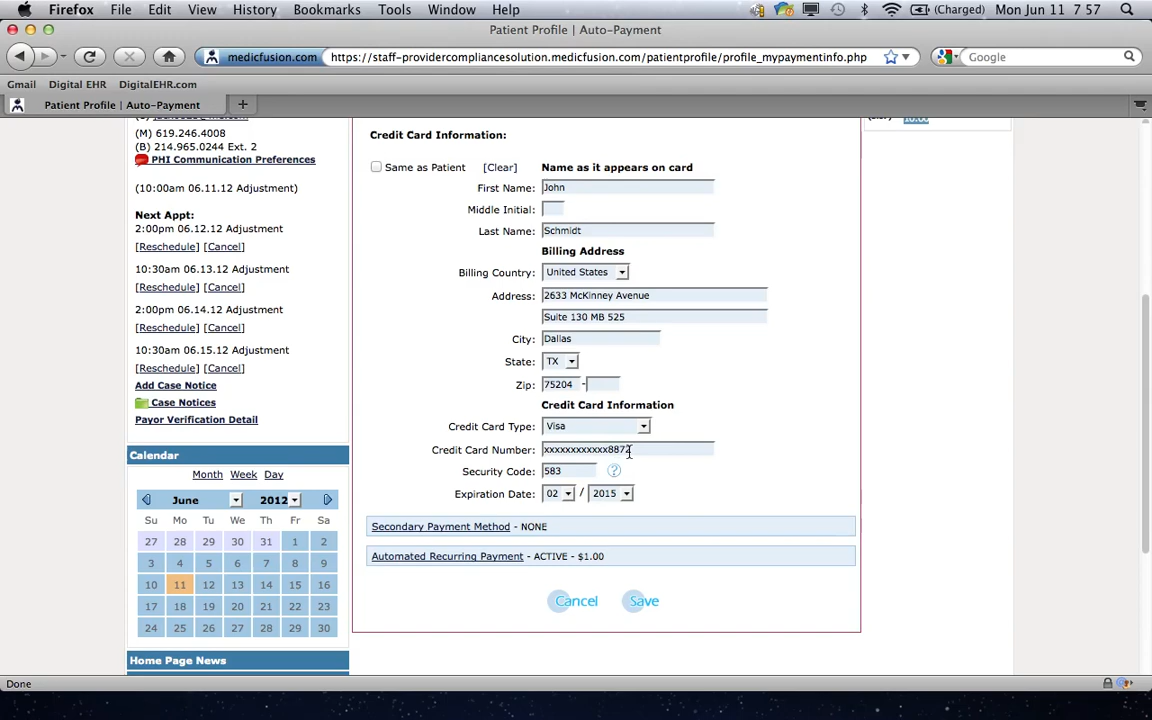 Firefox File Edit View History Bookmarks Tools Window Help (Charged) Mon Jun 11 7 57
Patient Profile | Auto-Payment
medicfusion.com https://staff-providercompliancesolution.medicfusion.com/patientprofile/profile_mypaymentinfo.php Google
Gmail Digital EHR DigitalEHR.com
Patient Profile | Auto-Payment
(M) 619.246.4008
(B) 214.965.0244 Ext. 2
PHI Communication Preferences
(10:00am 06.11.12 Adjustment)
Next Appt:
2:00pm 06.12.12 Adjustment
[Reschedule] [Cancel]
10:30am 06.13.12 Adjustment
[Reschedule] [Cancel]
2:00pm 06.14.12 Adjustment
[Reschedule] [Cancel]
10:30am 06.15.12 Adjustment
[Reschedule] [Cancel]
Add Case Notice
Case Notices
Payor Verification Detail
Calendar
Month Week Day
June 2012
Su Mo Tu We Th Fr Sa
27 28 29 30 31 1 2
3 4 5 6 7 8 9
10 11 12 13 14 15 16
17 18 19 20 21 22 23
24 25 26 27 28 29 30
Home Page News
Credit Card Information:
Same as Patient [Clear] Name as it appears on card
First Name: John
Middle Initial:
Last Name: Schmidt
Billing Address
Billing Country: United States
Address: 2633 McKinney Avenue
Suite 130 MB 525
City: Dallas
State: TX
Zip: 75204 -
Credit Card Information
Credit Card Type: Visa
Credit Card Number: xxxxxxxxxxxx8872
Security Code: 583 ?
Expiration Date: 02 / 2015
Secondary Payment Method - NONE
Automated Recurring Payment - ACTIVE - $1.00
Cancel Save
Done